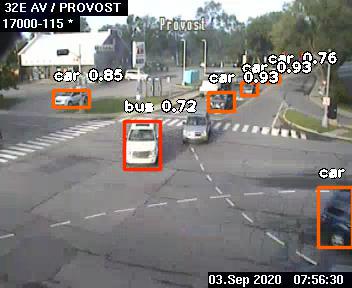 32E AV / PROVOST
17000-115 *
Provost
car 0.76
car 0.93
car 0.93
car 0.85
bus 0.72
car
03.Sep 2020 07:56:30